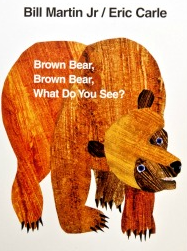 Bill Martin Jr / Eric Carle
Brown Bear,
Brown Bear,
What Do You See?